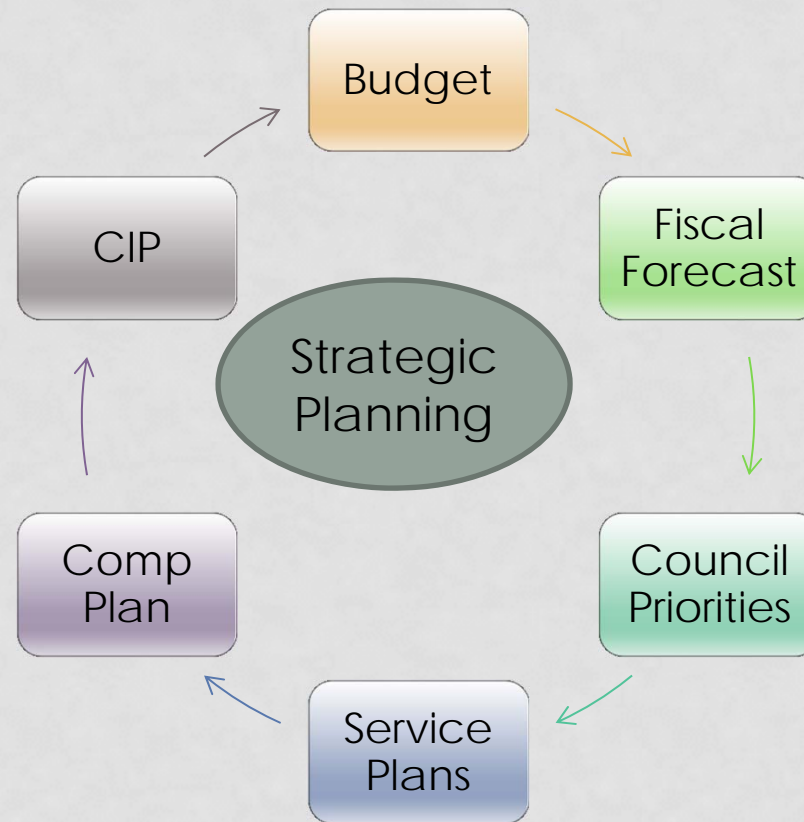 Budget
Fiscal
Forecast
Council
Priorities
Service
Plans
Comp
Plan
CIP
Strategic
Planning